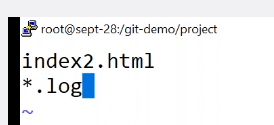 root@sept-28:/git-demo/project
index2.html
*.log
~